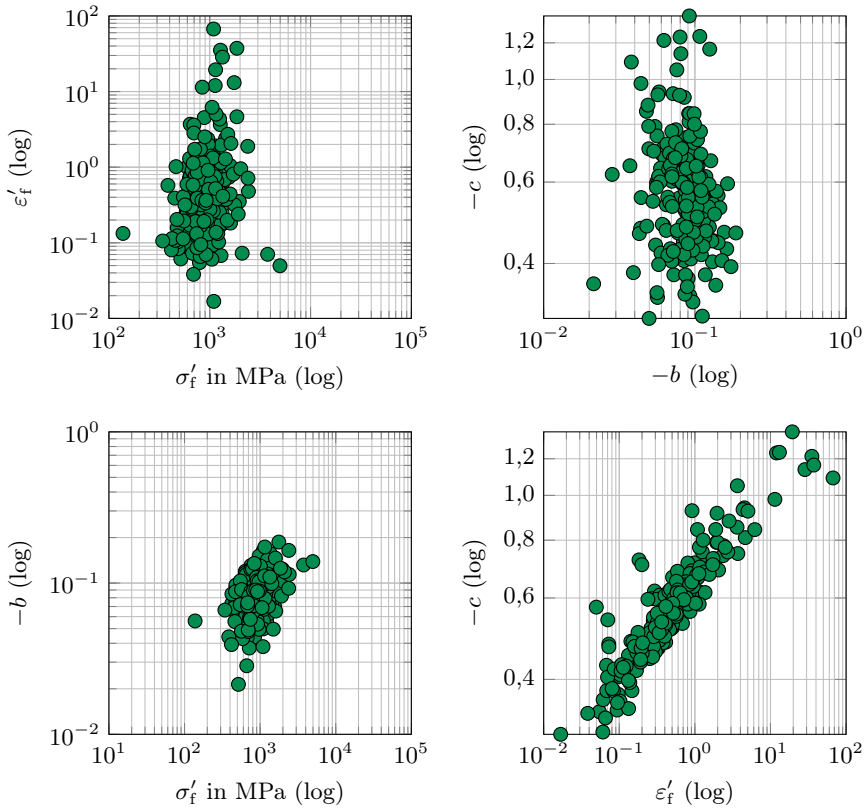 10² 
10¹
10⁰
10⁻¹
10⁻²
10² 10³ 10⁴ 10⁵
σ′f in MPa (log)
ε′f (log)
1,2
1,0
0,8
0,6
0,4
10⁻² 10⁻¹ 10⁰
−b (log)
−c (log)
10⁰
10⁻¹
10⁻²
10¹ 10² 10³ 10⁴ 10⁵
σ′f in MPa (log)
−b (log)
1,2
1,0
0,8
0,6
0,4
10⁻² 10⁻¹ 10⁰ 10¹ 10²
ε′f (log)
−c (log)